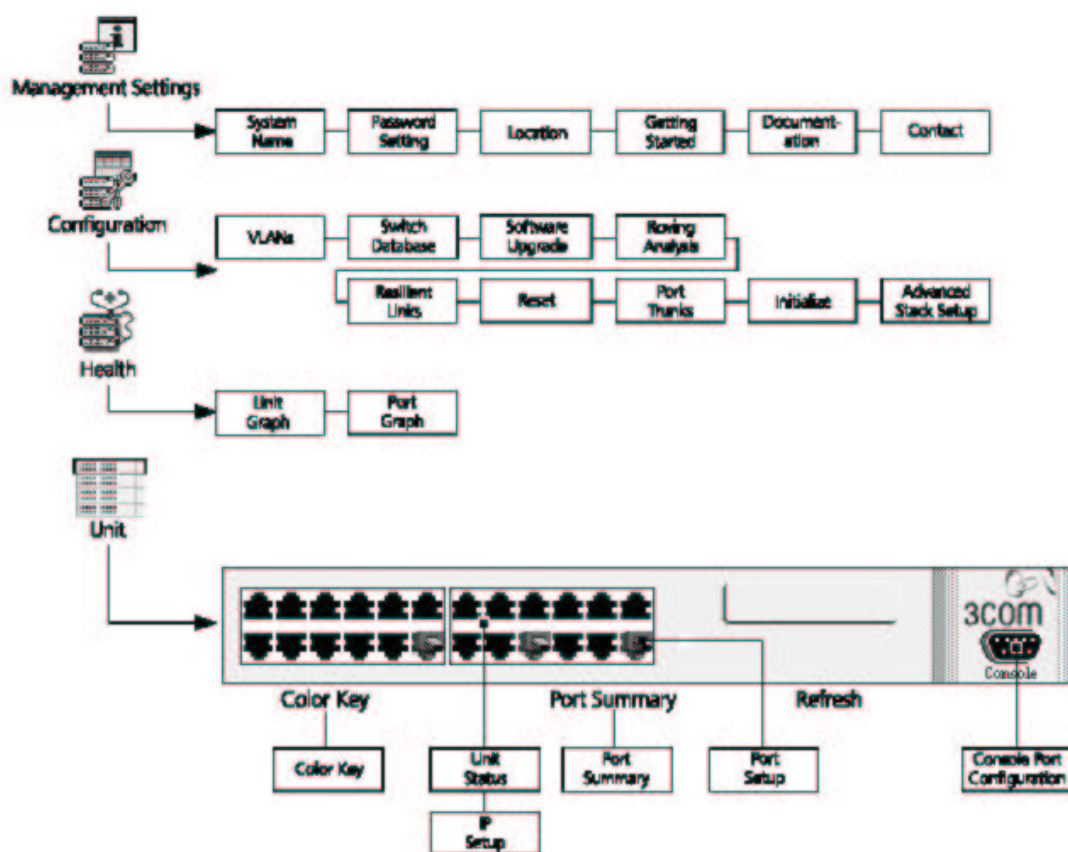 Management Settings
System
Name
Password
Setting
Location
Getting
Started
Document-
ation
Contact
Configuration
VLANs
Switch
Database
Software
Upgrade
Roving
Analysis
Resilient
Links
Reset
Port
Trunks
Initialize
Advanced
Stack Setup
Health
Unit
Graph
Port
Graph
Unit
3com
Console
Color Key
Port Summary
Refresh
Color Key
Unit
Status
Port
Summary
Port
Setup
Console Port
Configuration
IP
Setup